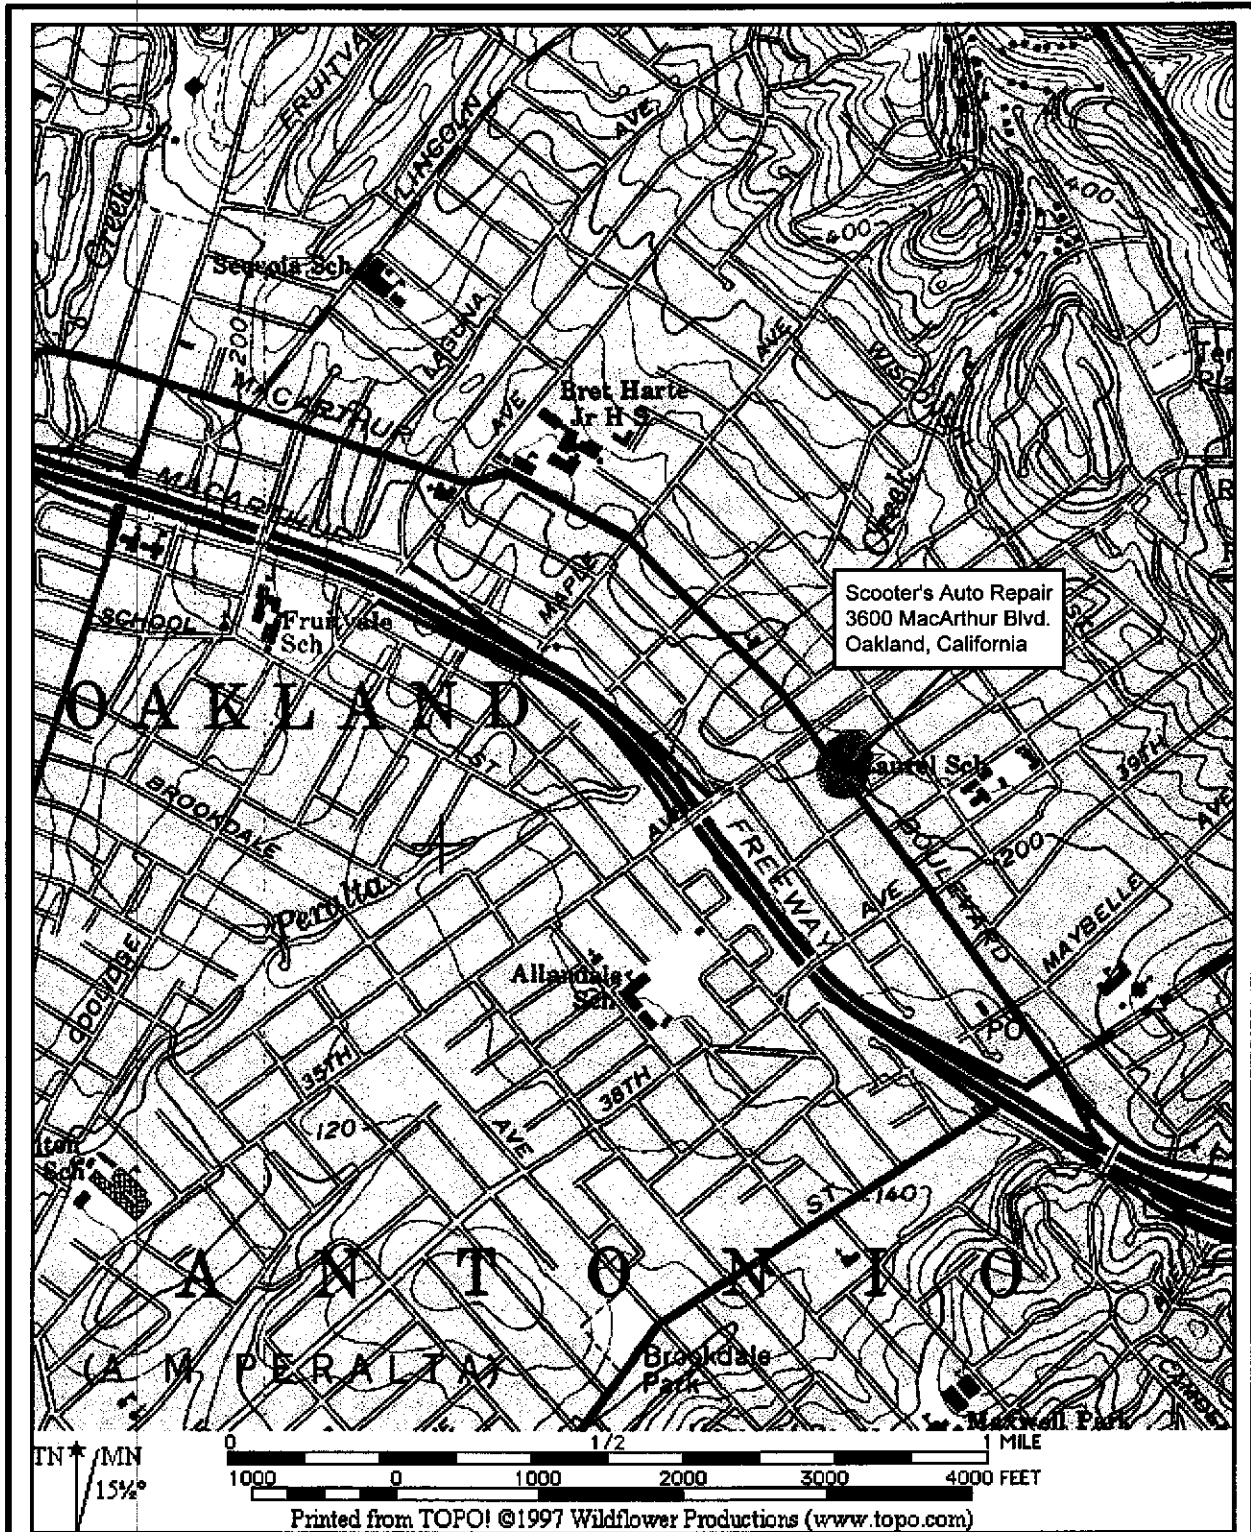 FRUITVA
LINCOLN
AVE
Creek
400
400
Sequoia Sch
LAGUNA
200
MACARTHUR
AVE
Bret Harte
Jr H S
AVE
WISCONSIN
Creek
MACARTHUR
MAPLE
Scooter's Auto Repair
3600 MacArthur Blvd.
Oakland, California
SCHOOL
Fruitvale
Sch
OAKLAND
ST
BROOKDALE
AVE
FREEWAY
Laurel Sch
39TH
AVE
BOULEVARD
200
AVE
MAYBELLE
Peralta
COOLIDGE
Allendale
Sch
PO
35TH
38TH
120
AVE
Sch
ST
140
ANTONIO
(A M PERALTA)
Brookdale
Park
Maxwell Park
TN MN
15½°
0 1/2 1 MILE
1000 0 1000 2000 3000 4000 FEET
Printed from TOPO! ©1997 Wildflower Productions (www.topo.com)